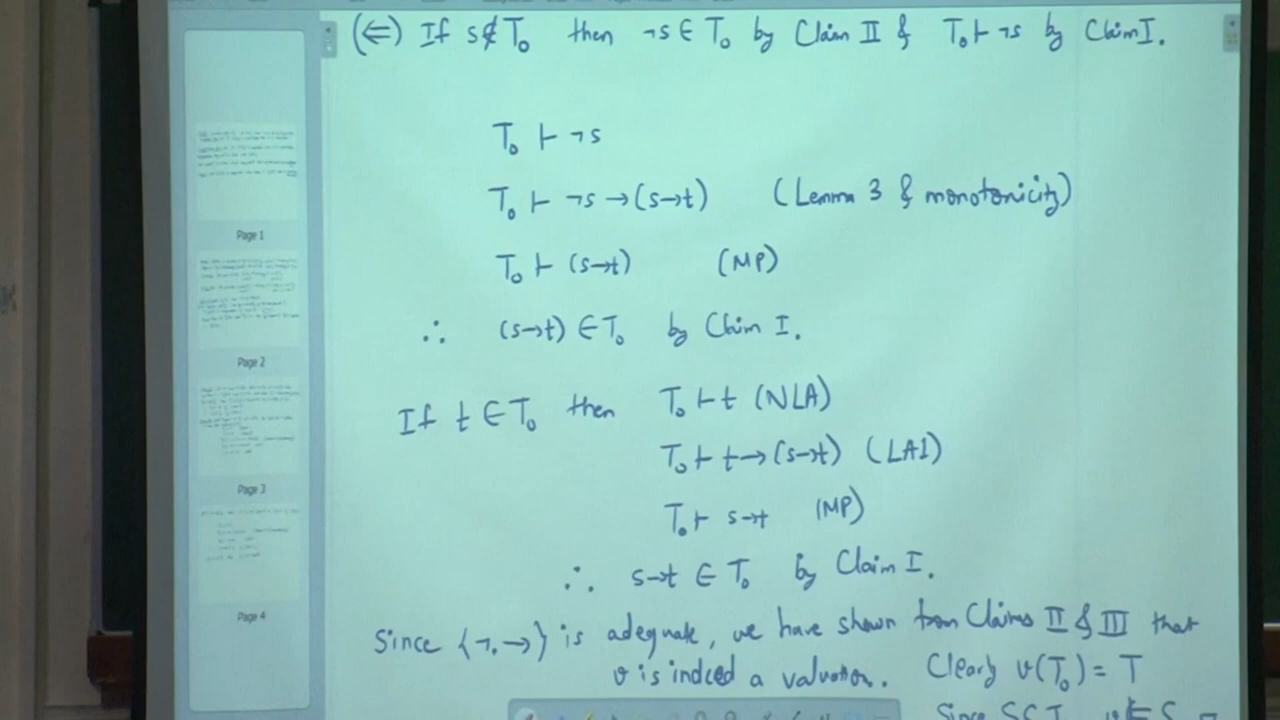 (⇐) If s∉T₀ then ¬s ∈ T₀ by Claim II & T₀ ⊢ ¬s by Claim I.
T₀ ⊢ ¬s
T₀ ⊢ ¬s → (s→t) (Lemma 3 & monotonicity)
T₀ ⊢ (s→t) (MP)
∴ (s→t) ∈ T₀ by Claim I.
If t ∈ T₀ then T₀ ⊢ t (NLA)
T₀ ⊢ t → (s→t) (LA1)
T₀ ⊢ s→t (MP)
∴ s→t ∈ T₀ by Claim I.
Since {¬, →} is adequate, we have shown from Claims II & III that
v is indeed a valuation. Clearly v(T₀) = T
Page 1
Page 2
Page 3
Page 4